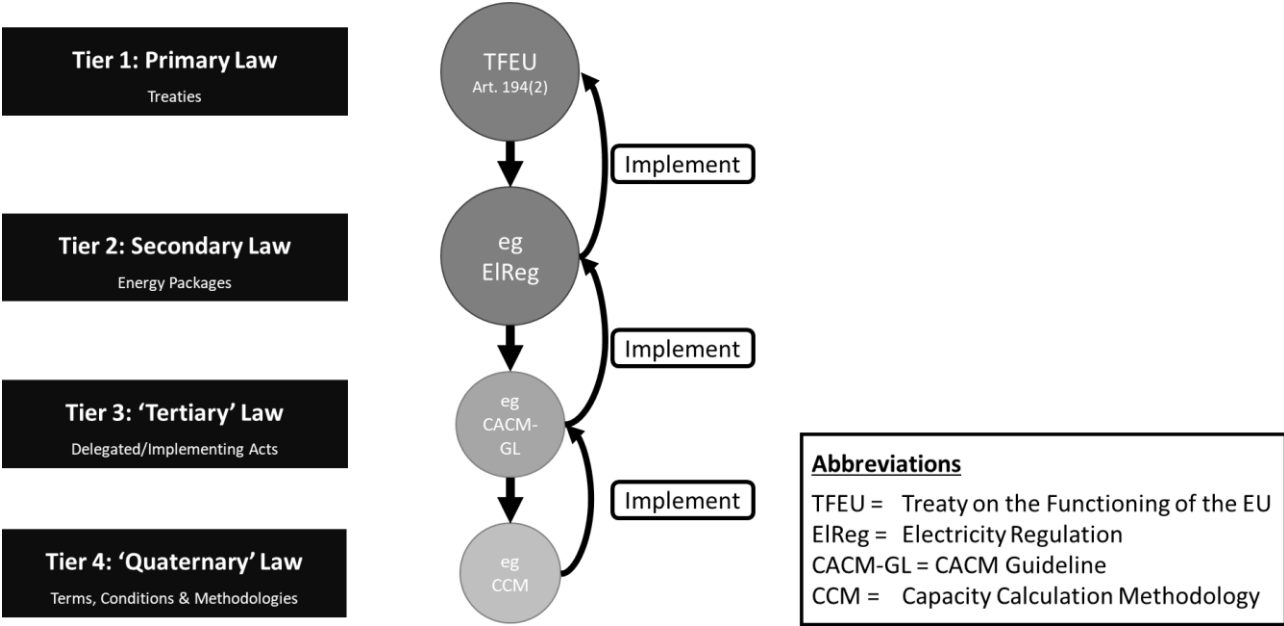 Tier 1: Primary Law
Treaties
TFEU
Art. 194(2)
Implement
Tier 2: Secondary Law
Energy Packages
eg
ElReg
Implement
Tier 3: ‘Tertiary’ Law
Delegated/Implementing Acts
eg
CACM-
GL
Implement
Tier 4: ‘Quaternary’ Law
Terms, Conditions & Methodologies
eg
CCM
Abbreviations
TFEU = Treaty on the Functioning of the EU
ElReg = Electricity Regulation
CACM-GL = CACM Guideline
CCM = Capacity Calculation Methodology